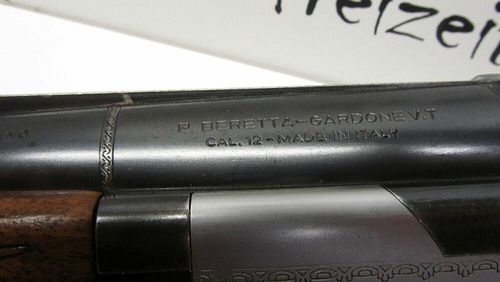 Freizeit
P. BERETTA-GARDONE V.T
CAL. 12-MADE IN ITALY